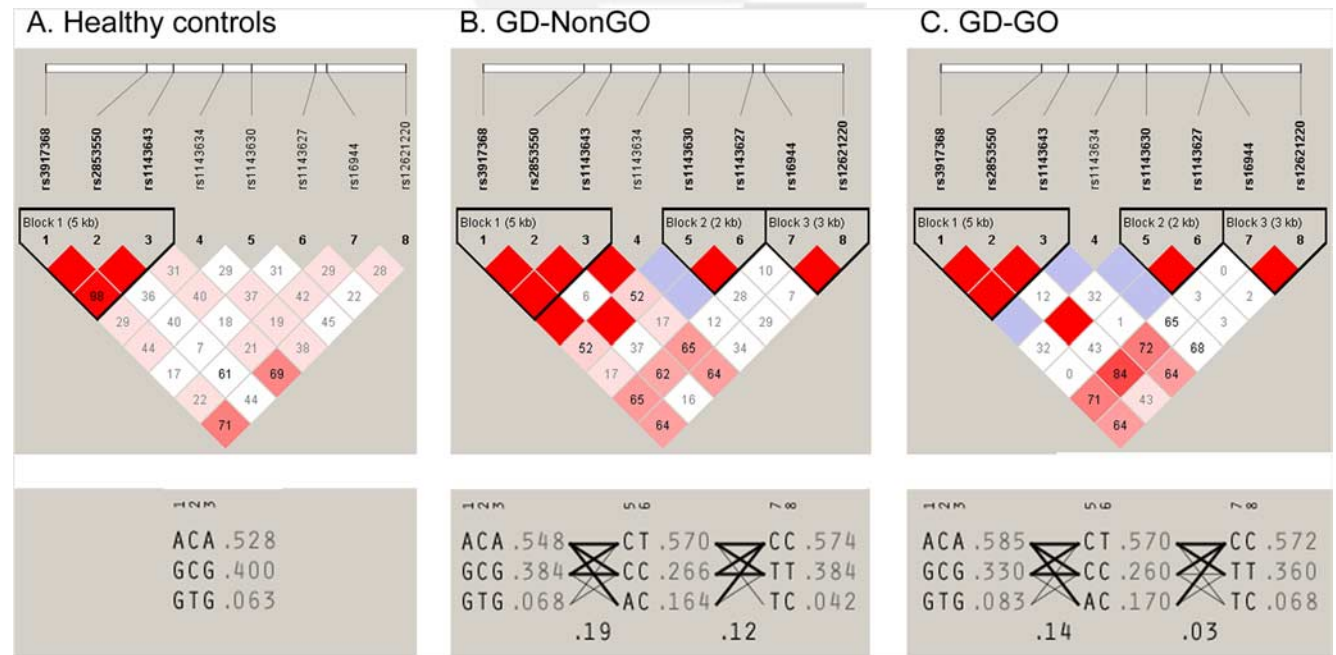 A. Healthy controls
rs3917368
rs2853550
rs1143643
rs1143634
rs1143630
rs1143627
rs16944
rs12621220
Block 1 (5 kb)
1 2 3 4 5 6 7 8
31 29 31 29 28
98 36 40 37 42 22
29 40 18 19 45
44 7 21 38
17 61 69
22 44
71
1 2 3
ACA .528
GCG .400
GTG .063
B. GD-NonGO
rs3917368
rs2853550
rs1143643
rs1143634
rs1143630
rs1143627
rs16944
rs12621220
Block 1 (5 kb) Block 2 (2 kb) Block 3 (3 kb)
1 2 3 4 5 6 7 8
10
6 52 28 7
17 12 29
52 37 65 34
17 62 64
65 16
64
1 2 3 5 6 7 8
ACA .548 CT .570 CC .574
GCG .384 CC .266 TT .384
GTG .068 AC .164 TC .042
.19 .12
C. GD-GO
rs3917368
rs2853550
rs1143643
rs1143634
rs1143630
rs1143627
rs16944
rs12621220
Block 1 (5 kb) Block 2 (2 kb) Block 3 (3 kb)
1 2 3 4 5 6 7 8
0
12 32 3 2
1 65 3
32 43 72 68
0 84 64
71 43
64
1 2 3 5 6 7 8
ACA .585 CT .570 CC .572
GCG .330 CC .260 TT .360
GTG .083 AC .170 TC .068
.14 .03